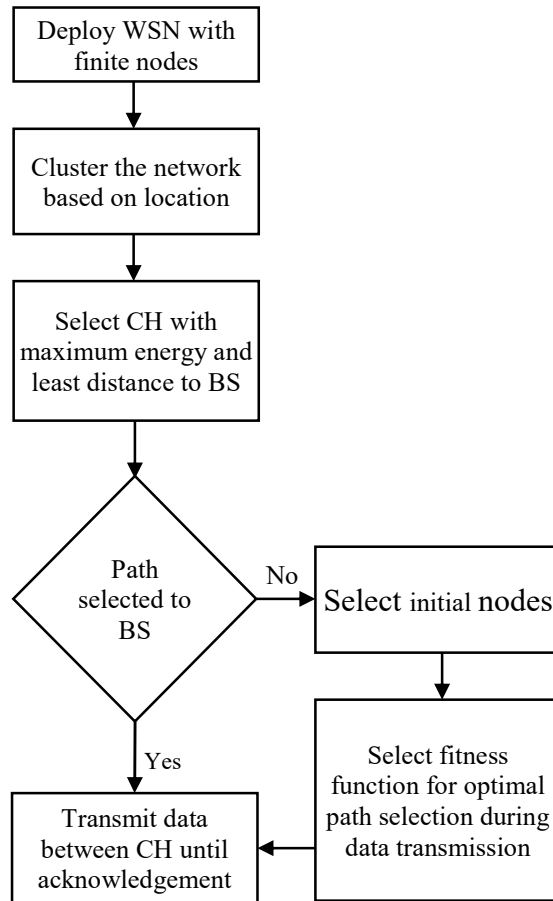 Deploy WSN with
finite nodes
Cluster the network
based on location
Select CH with
maximum energy and
least distance to BS
Path
selected to
BS
No
Select initial nodes
Yes
Select fitness
function for optimal
path selection during
data transmission
Transmit data
between CH until
acknowledgement